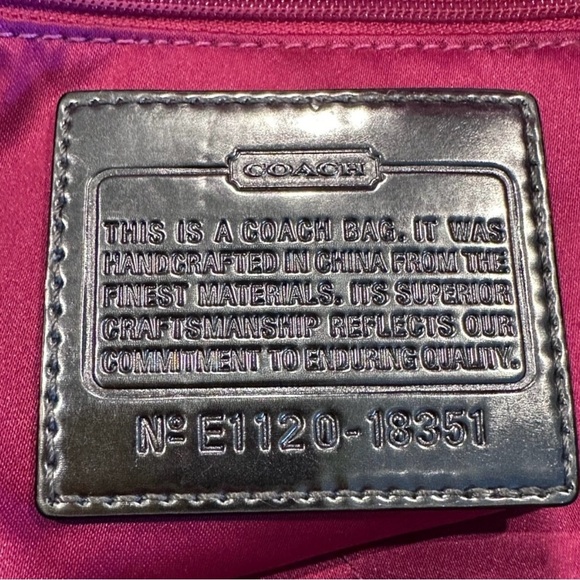 COACH
THIS IS A COACH BAG. IT WAS
HANDCRAFTED IN CHINA FROM THE
FINEST MATERIALS. ITS SUPERIOR
CRAFTSMANSHIP REFLECTS OUR
COMMITMENT TO ENDURING QUALITY.
Nº E1120-18351